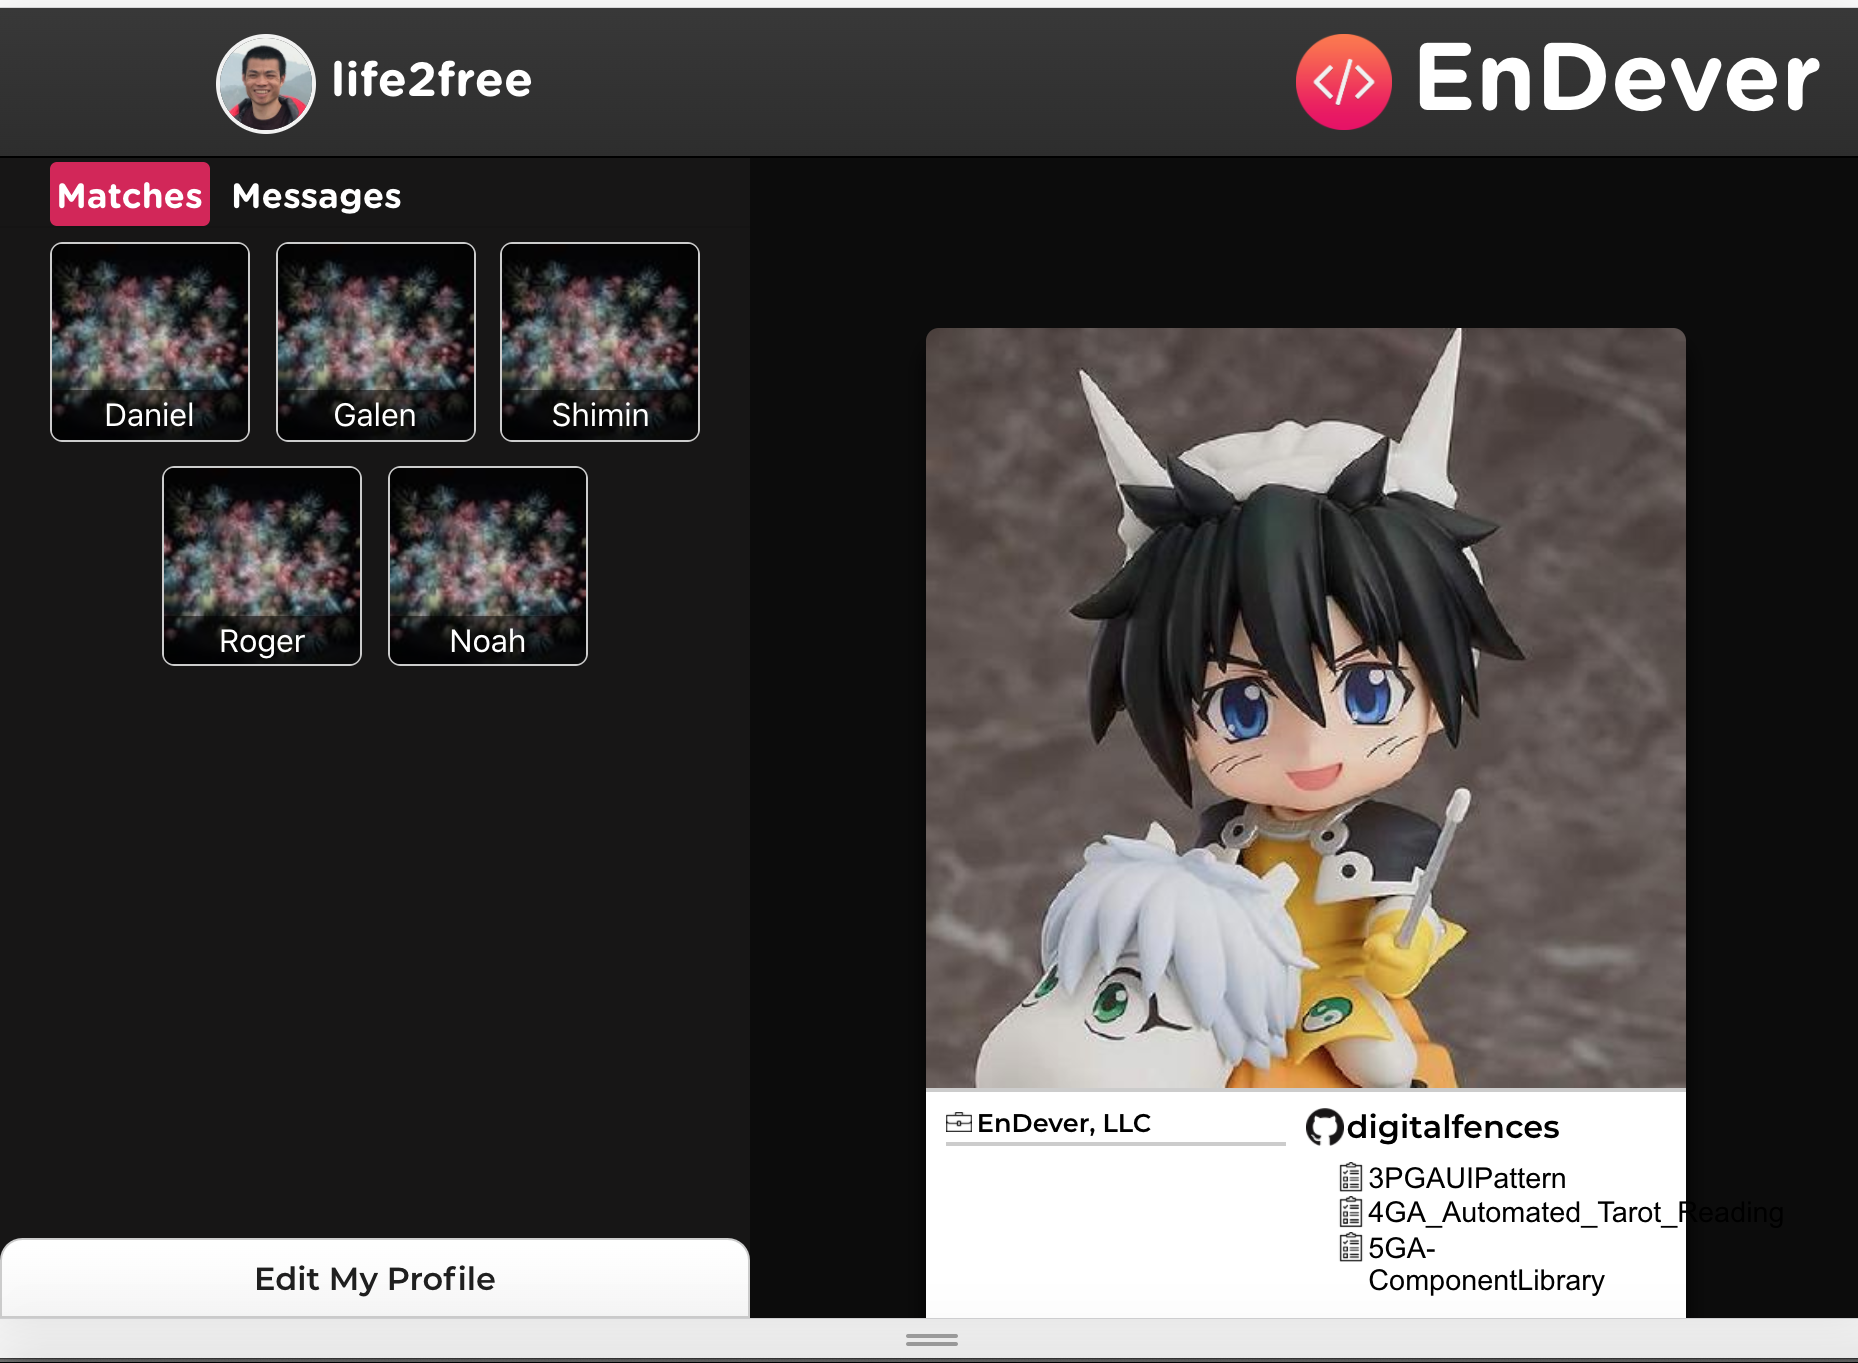 life2free
</> EnDever
Matches Messages
Daniel Galen Shimin
Roger Noah
Edit My Profile
EnDever, LLC
digitalfences
3PGAUIPattern
4GA_Automated_Tarot_Reading
5GA-
ComponentLibrary